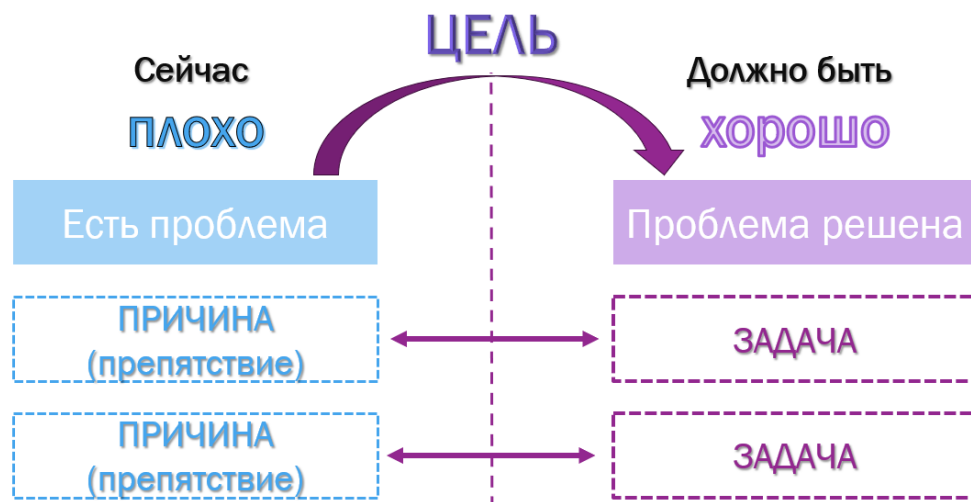 ЦЕЛЬ
Сейчас
ПЛОХО
Должно быть
хорошо
Есть проблема
Проблема решена
ПРИЧИНА
(препятствие)
ЗАДАЧА
ПРИЧИНА
(препятствие)
ЗАДАЧА